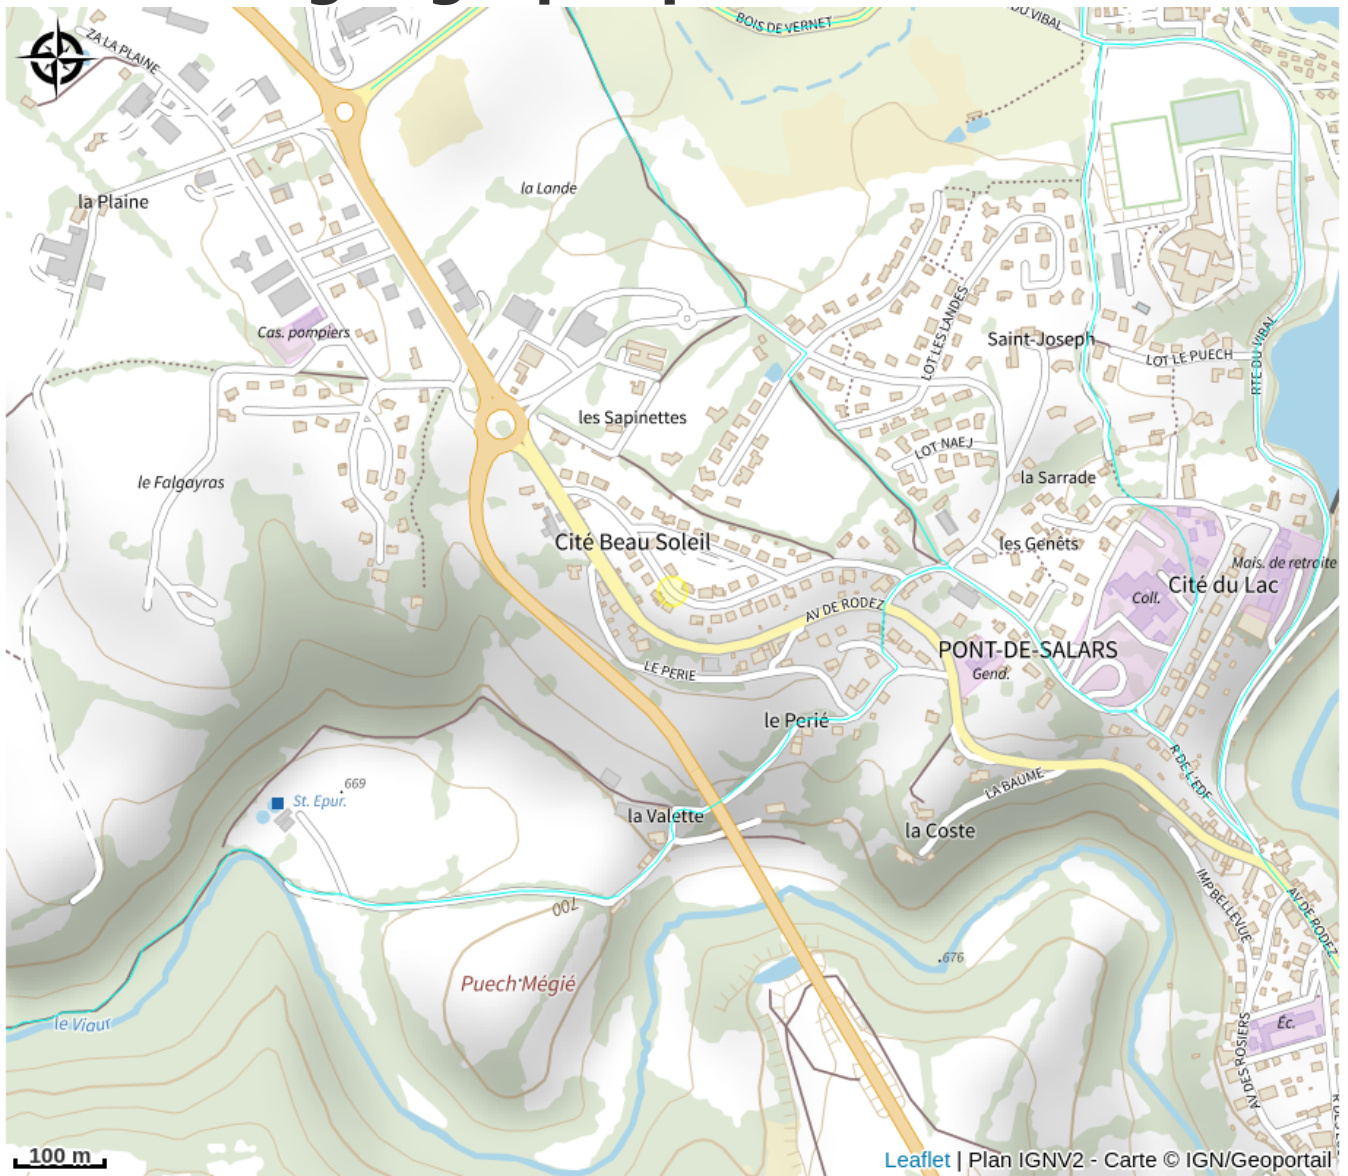 BOIS DE VERNET
DU VIBAL
ZA LA PLAINE
la Lande
la Plaine
Cas. pompiers
LOT LES LANDES
Saint-Joseph
LOT LE PUECH
RTE DU VIBAL
les Sapinettes
LOT NAEJ
la Sarrade
le Falgayras
Cité Beau Soleil
les Genêts
Mais. de retraite
Cité du Lac
Coll.
AV DE RODEZ
PONT-DE-SALARS
Gend.
LE PERIE
le Perié
R DE L'EDF
LA BAUME
669
St. Epur.
la Valette
la Coste
IMP BELLEVUE
AV DE RODEZ
700
676
Puech Mégié
le Viaur
Éc.
AV DES ROSIERS
100 m
Leaflet | Plan IGNV2 - Carte © IGN/Geoportail